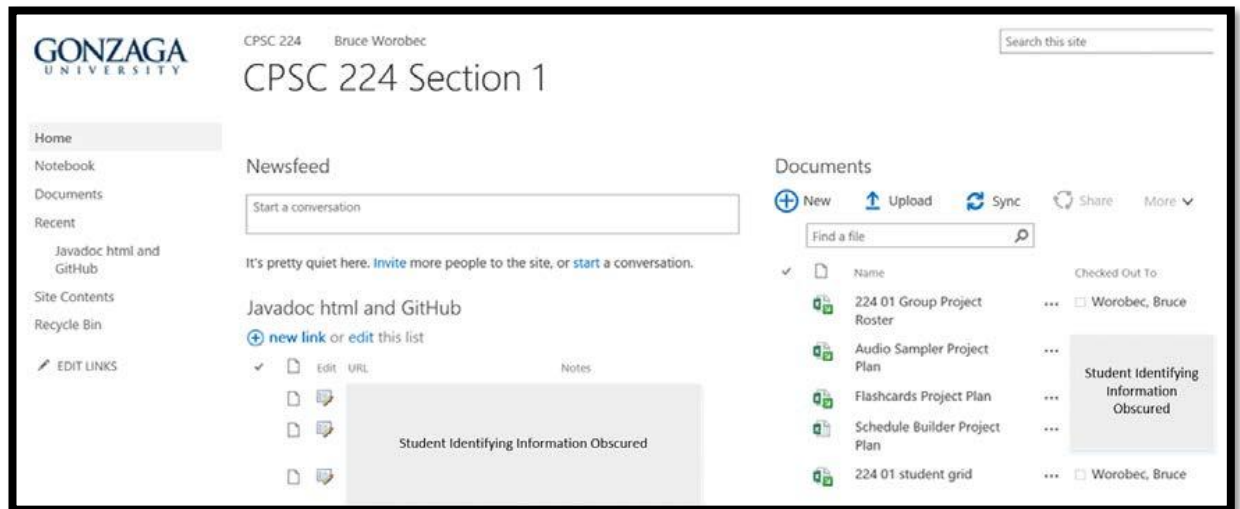 GONZAGA
UNIVERSITY
CPSC 224 Bruce Worobec
CPSC 224 Section 1
Search this site
Home
Notebook
Documents
Recent
Javadoc html and
GitHub
Site Contents
Recycle Bin
EDIT LINKS
Newsfeed
Start a conversation
It's pretty quiet here. Invite more people to the site, or start a conversation.
Javadoc html and GitHub
new link or edit this list
Edit URL Notes
Student Identifying Information Obscured
Documents
New Upload Sync Share More
Find a file
Name Checked Out To
224 01 Group Project
Roster
... Worobec, Bruce
Audio Sampler Project
Plan
...
Flashcards Project Plan ...
Schedule Builder Project
Plan
...
Student Identifying
Information
Obscured
224 01 student grid ... Worobec, Bruce